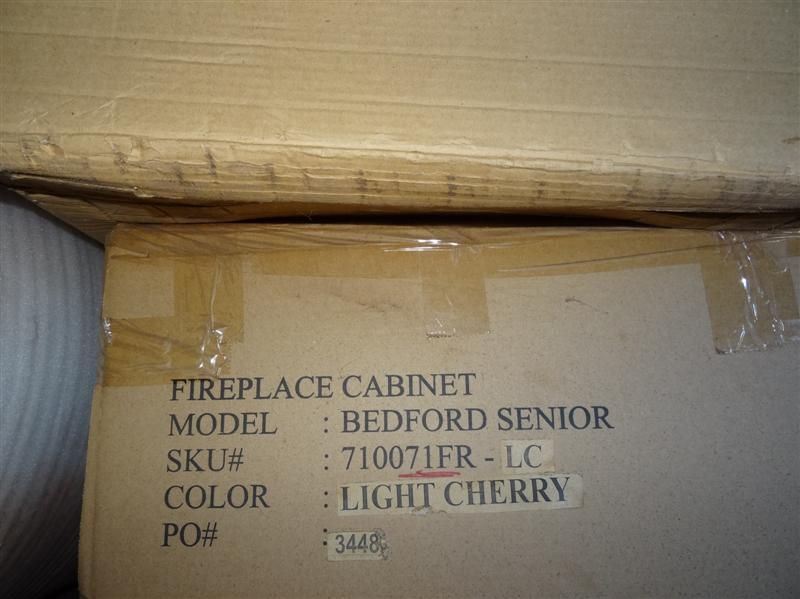 FIREPLACE CABINET
MODEL : BEDFORD SENIOR
SKU# : 710071FR - LC
COLOR : LIGHT CHERRY
PO# : 3448